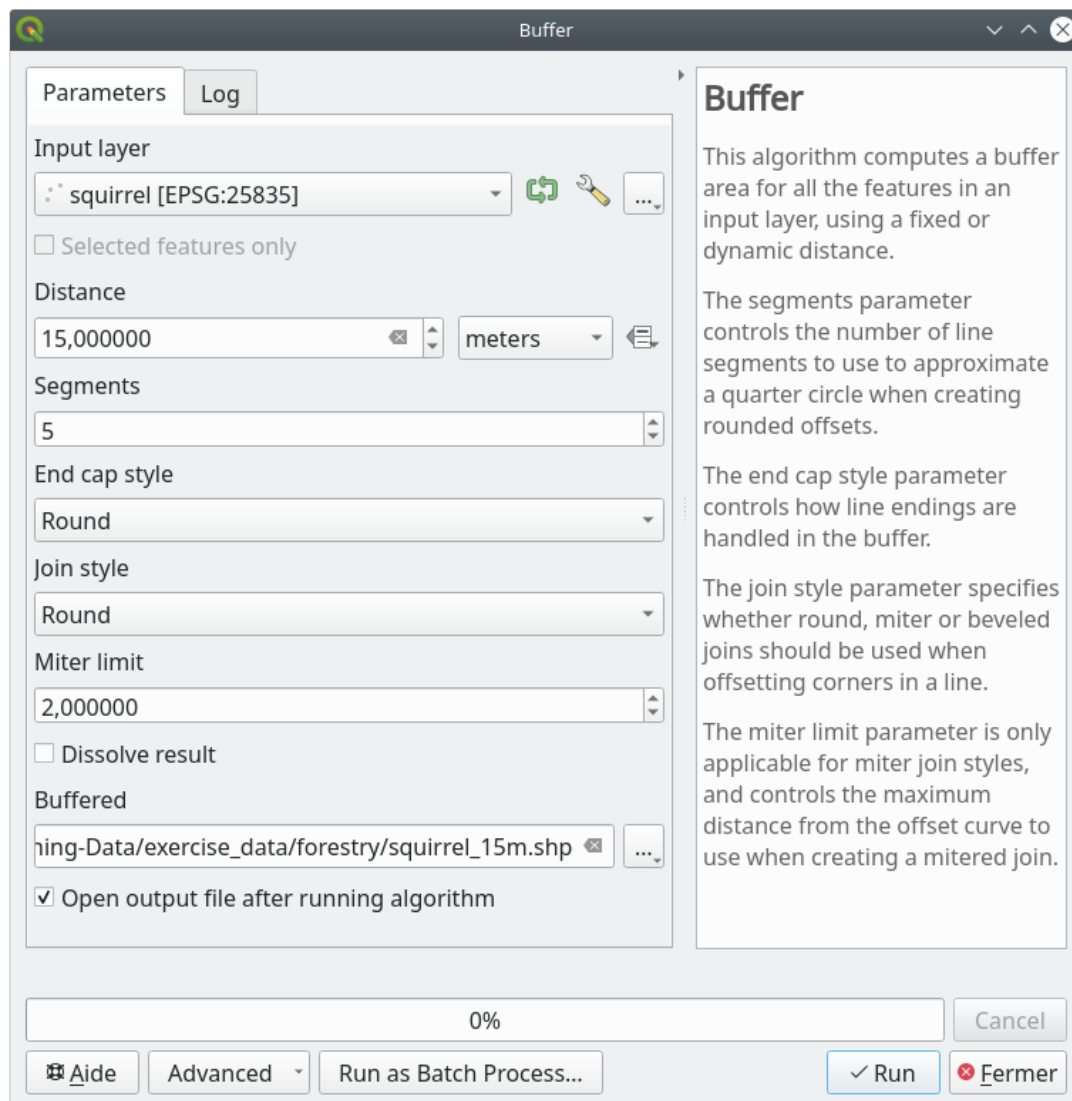 Buffer
Parameters
Log
Input layer
squirrel [EPSG:25835]
...
Selected features only
Distance
15,000000
meters
Segments
5
End cap style
Round
Join style
Round
Miter limit
2,000000
Dissolve result
Buffered
ning-Data/exercise_data/forestry/squirrel_15m.shp
...
Open output file after running algorithm
Buffer
This algorithm computes a buffer
area for all the features in an
input layer, using a fixed or
dynamic distance.
The segments parameter
controls the number of line
segments to use to approximate
a quarter circle when creating
rounded offsets.
The end cap style parameter
controls how line endings are
handled in the buffer.
The join style parameter specifies
whether round, miter or beveled
joins should be used when
offsetting corners in a line.
The miter limit parameter is only
applicable for miter join styles,
and controls the maximum
distance from the offset curve to
use when creating a mitered join.
0%
Cancel
Aide
Advanced
Run as Batch Process...
Run
Fermer